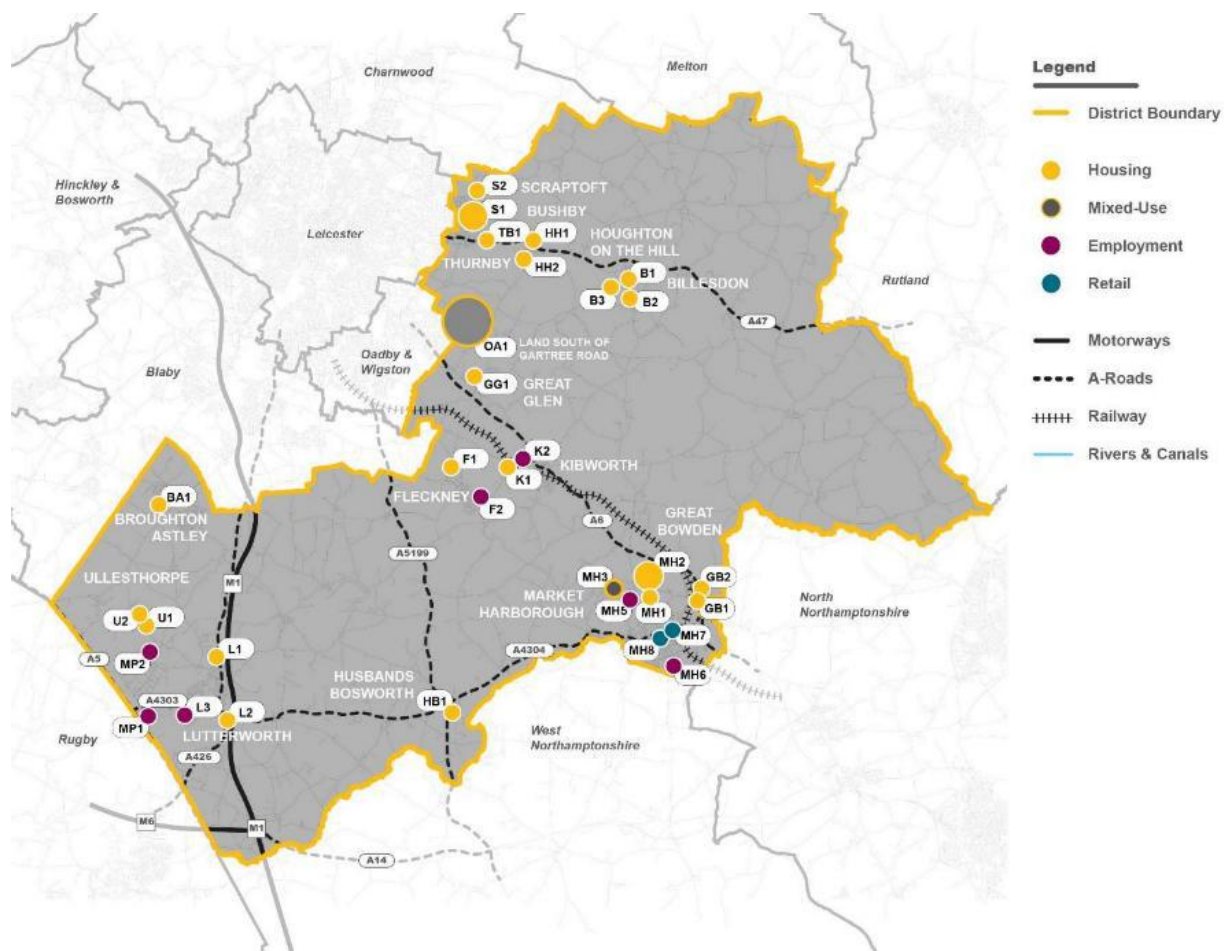 Melton
Charnwood
Hinckley &
Bosworth
Leicester
S2
SCRAPTOFT
S1
BUSHBY
TB1
HH1
HOUGHTON
ON THE HILL
THURNBY
HH2
B1
BILLESDON
B3
B2
Rutland
A47
OA1
LAND SOUTH OF
GARTREE ROAD
Oadby &
Wigston
Blaby
GG1
GREAT
GLEN
K2
F1
KIBWORTH
K1
FLECKNEY
F2
BA1
BROUGHTON
ASTLEY
A6
GREAT
BOWDEN
A5199
MH2
ULLESTHORPE
M1
MH3
GB2
MARKET
HARBOROUGH
MH5
MH1
GB1
North
Northamptonshire
U2
U1
MH7
MH8
A4304
L1
A5
MP2
MH6
HUSBANDS
BOSWORTH
A4303
L3
L2
HB1
MP1
LUTTERWORTH
Rugby
West
Northamptonshire
A426
M6
M1
A14
Legend
District Boundary
Housing
Mixed-Use
Employment
Retail
Motorways
A-Roads
Railway
Rivers & Canals